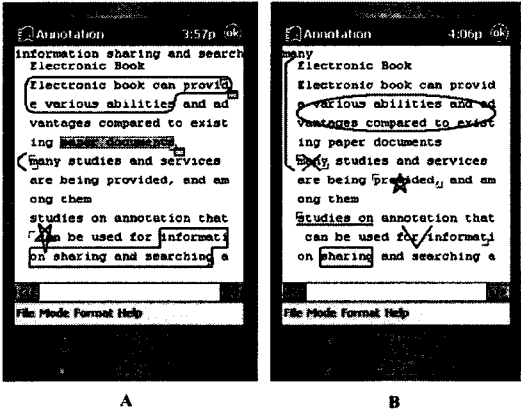 Annotation 3:57p ok
information sharing and search
Electronic Book
Electronic book can provid
e various abilities and ad
vantages compared to exist
ing paper documents
many studies and services
are being provided, and am
ong them
studies on annotation that
can be used for informati
on sharing and searching a
File Mode Format Help
A
Annotation 4:06p ok
many
Electronic Book
Electronic book can provid
e various abilities and ad
vantages compared to exist
ing paper documents
many studies and services
are being provided, and am
ong them
studies on annotation that
can be used for informati
on sharing and searching a
File Mode Format Help
B